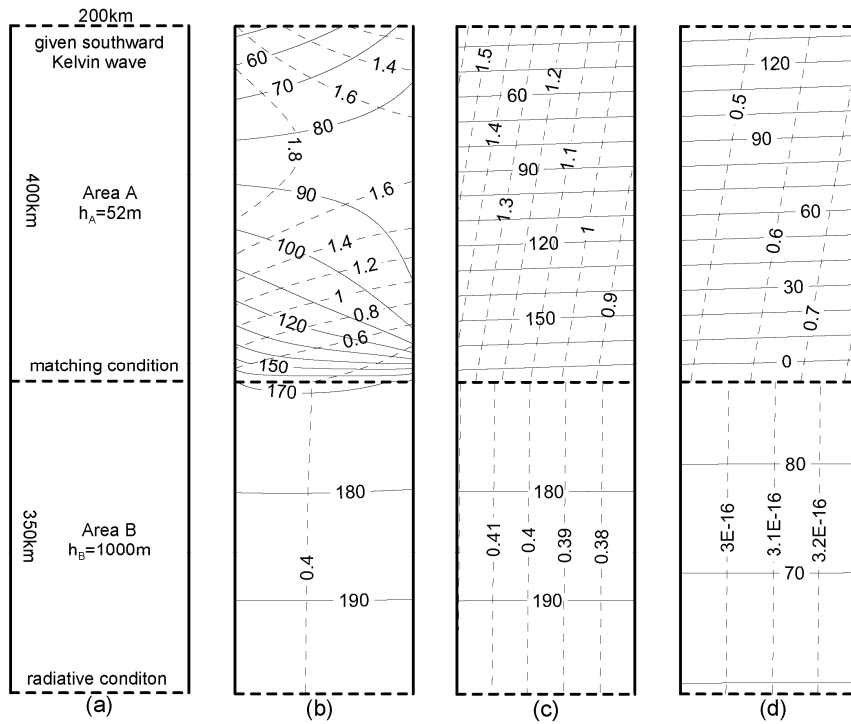 200km
given southward
Kelvin wave
400km
Area A
hA=52m
matching condition
350km
Area B
hB=1000m
radiative conditon
(a)
60
1.4
70
1.6
80
1.8
90
1.6
100
1.4
1.2
1
0.8
120
0.6
150
170
180
0.4
190
(b)
1.5
1.2
60
1.4
1.1
90
1.3
1
120
0.9
150
180
0.41
0.4
0.39
0.38
190
(c)
120
0.5
90
60
0.6
30
0.7
0
80
3E-16
3.1E-16
3.2E-16
70
(d)